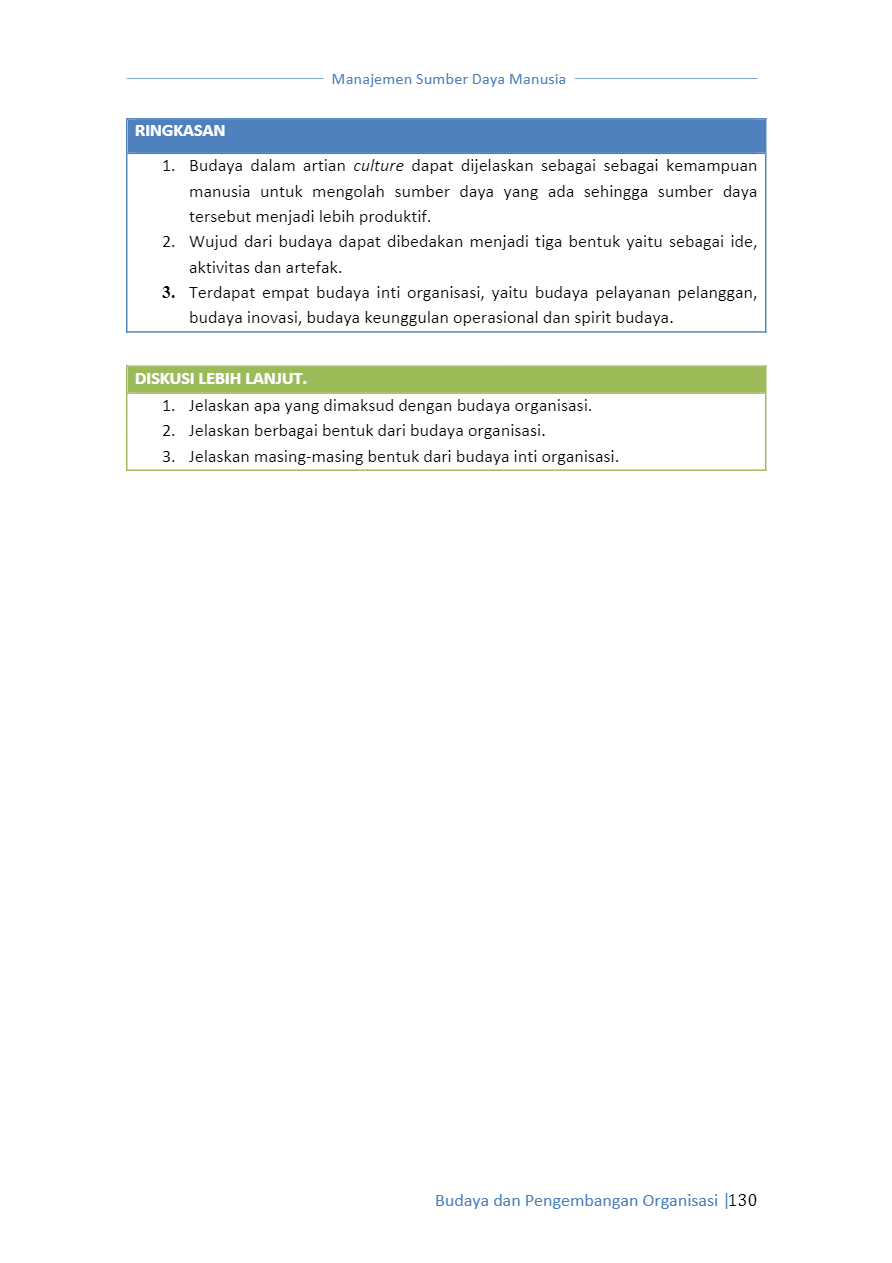 Manajemen Sumber Daya Manusia
RINGKASAN
1. Budaya dalam artian culture dapat dijelaskan sebagai sebagai kemampuan
manusia untuk mengolah sumber daya yang ada sehingga sumber daya
tersebut menjadi lebih produktif.
2. Wujud dari budaya dapat dibedakan menjadi tiga bentuk yaitu sebagai ide,
aktivitas dan artefak.
3. Terdapat empat budaya inti organisasi, yaitu budaya pelayanan pelanggan,
budaya inovasi, budaya keunggulan operasional dan spirit budaya.
DISKUSI LEBIH LANJUT.
1. Jelaskan apa yang dimaksud dengan budaya organisasi.
2. Jelaskan berbagai bentuk dari budaya organisasi.
3. Jelaskan masing-masing bentuk dari budaya inti organisasi.
Budaya dan Pengembangan Organisasi |130